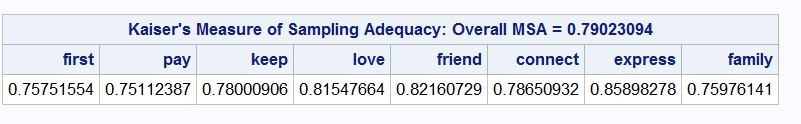 Kaiser's Measure of Sampling Adequacy: Overall MSA = 0.79023094
first pay keep love friend connect express family
0.75751554 0.75112387 0.78000906 0.81547664 0.82160729 0.78650932 0.85898278 0.75976141